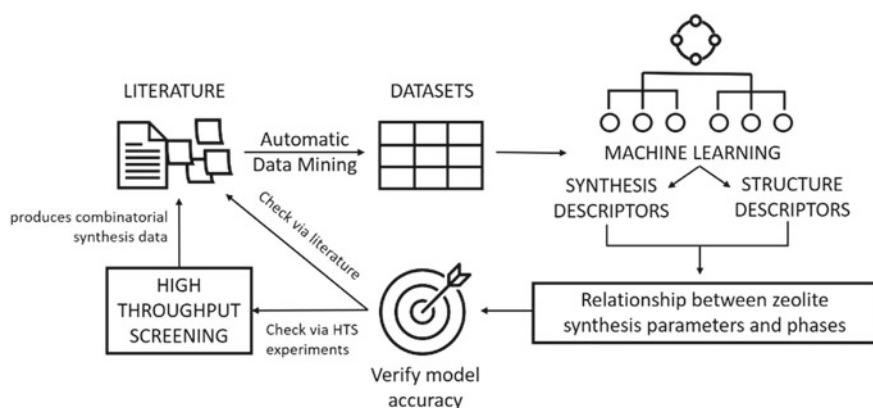 LITERATURE
Automatic
Data Mining
DATASETS
MACHINE LEARNING
SYNTHESIS
DESCRIPTORS
STRUCTURE
DESCRIPTORS
Relationship between zeolite
synthesis parameters and phases
Verify model
accuracy
Check via literature
Check via HTS
experiments
HIGH
THROUGHPUT
SCREENING
produces combinatorial
synthesis data